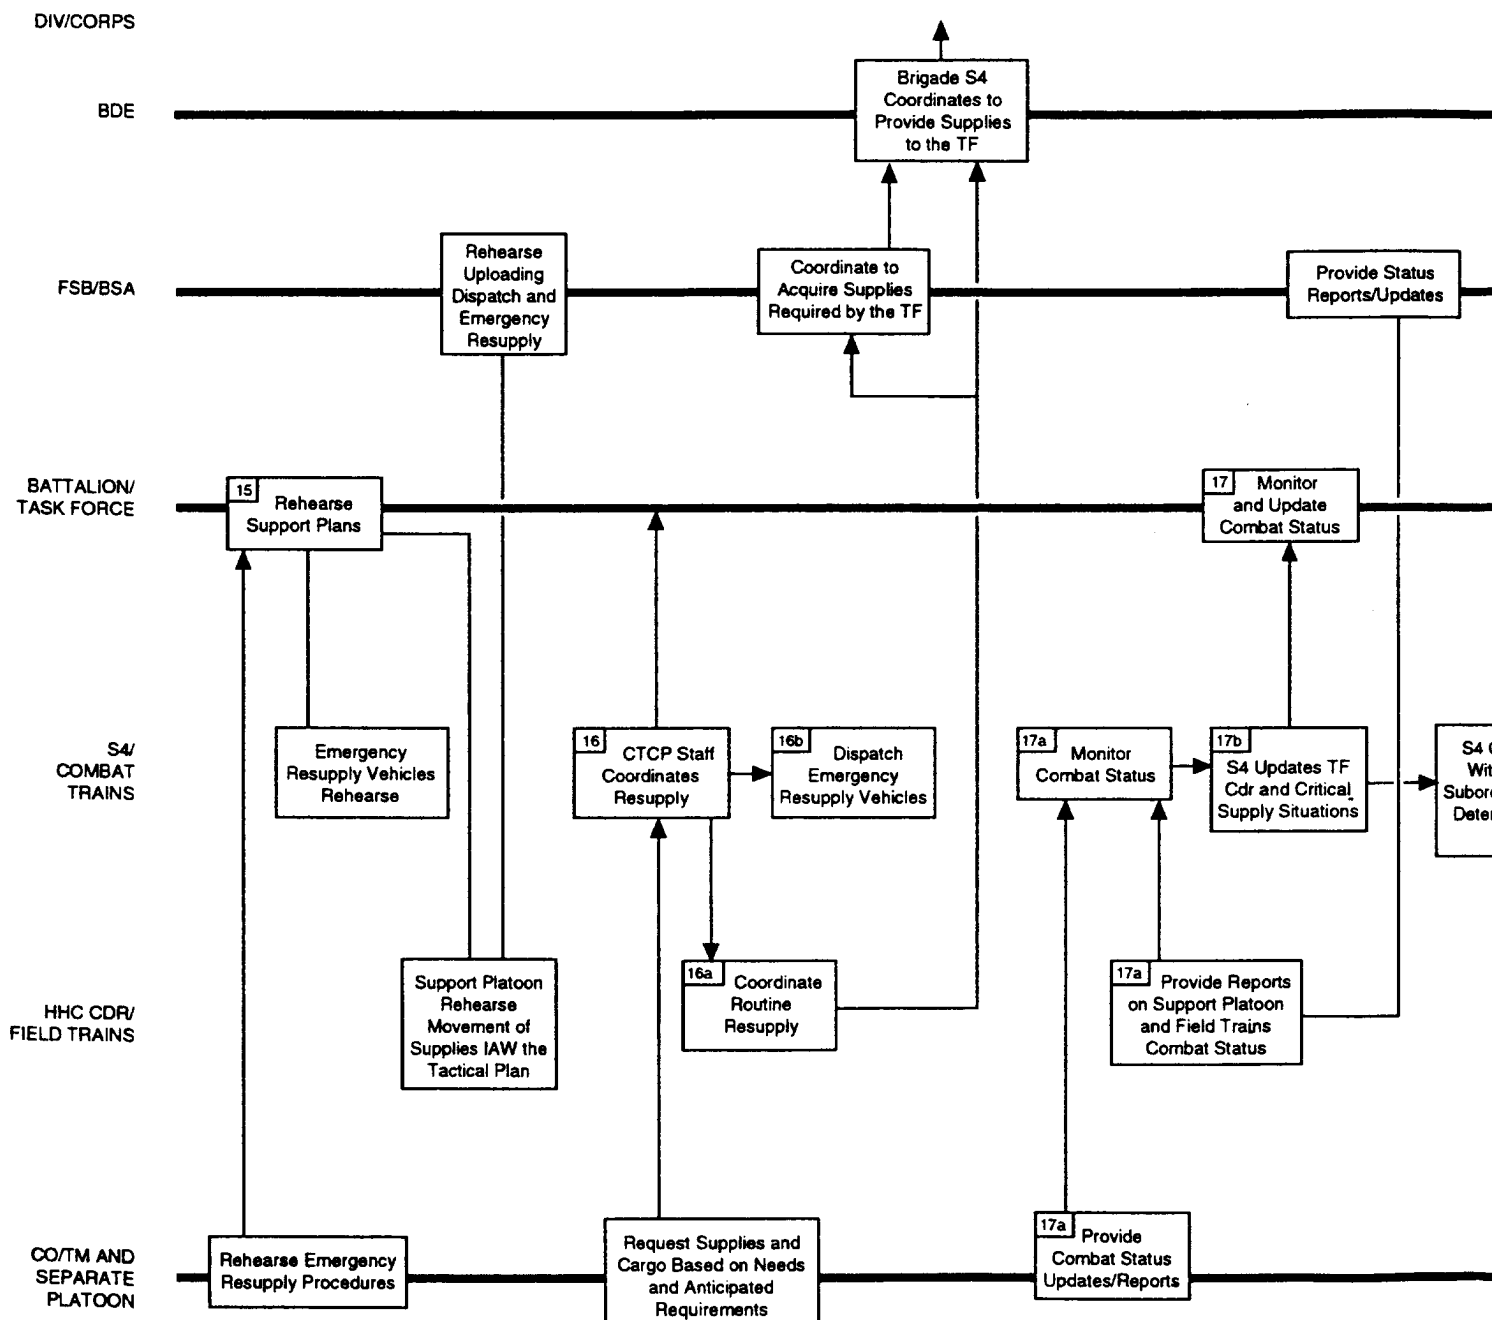 DIV/CORPS
Brigade S4
Coordinates to
Provide Supplies
to the TF
BDE
Rehearse
Uploading
Dispatch and
Emergency
Resupply
Coordinate to
Acquire Supplies
Required by the TF
Provide Status
Reports/Updates
FSB/BSA
BATTALION/
TASK FORCE
15
Rehearse
Support Plans
17
Monitor
and Update
Combat Status
S4/
COMBAT
TRAINS
Emergency
Resupply Vehicles
Rehearse
16
CTCP Staff
Coordinates
Resupply
16b
Dispatch
Emergency
Resupply Vehicles
17a
Monitor
Combat Status
17b
S4 Updates TF
Cdr and Critical
Supply Situations
S4
Wit
Subor
Deter
HHC CDR/
FIELD TRAINS
Support Platoon
Rehearse
Movement of
Supplies IAW the
Tactical Plan
16a
Coordinate
Routine
Resupply
17a
Provide Reports
on Support Platoon
and Field Trains
Combat Status
CO/TM AND
SEPARATE
PLATOON
Rehearse Emergency
Resupply Procedures
Request Supplies and
Cargo Based on Needs
and Anticipated
Requirements
17a
Provide
Combat Status
Updates/Reports